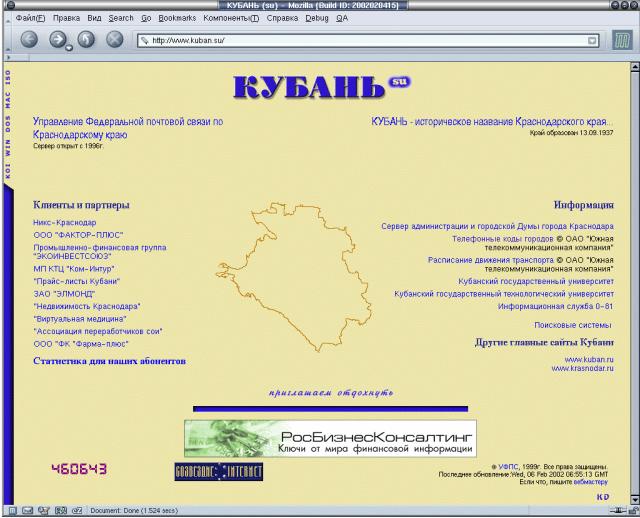 КУБАНЬ (su) - Mozilla {Build ID: 2002020415}
Файл(F) Правка Вид Search Go Bookmarks Компоненты(T) Справка Debug QA
http://www.kuban.su/
KOI WIN DOS MAC ISO
КУБАНЬ su
Управление Федеральной почтовой связи по
Краснодарскому краю
Сервер открыт с 1996г.
КУБАНЬ - историческое название Краснодарского края...
Край образован 13.09.1937
Клиенты и партнеры
Никс-Краснодар
ООО "ФАКТОР-ПЛЮС"
Промышленно-финансовая группа
"ЭКОИНВЕСТСОЮЗ"
МП КТЦ "Ком-Интур"
"Прайс-листы Кубани"
ЗАО "ЭЛМОНД"
"Недвижимость Краснодара"
"Виртуальная медицина"
"Ассоциация переработчиков сои"
ООО "ФК "Фарма-плюс"
Статистика для наших абонентов
Информация
Сервер администрации и городской Думы города Краснодара
Телефонные коды городов © ОАО "Южная
телекоммуникационная компания"
Расписание движения транспорта © ОАО "Южная
телекоммуникационная компания"
Кубанский государственный университет
Кубанский государственный технологический университет
Информационная служба 0-81
Поисковые системы
Другие главные сайты Кубани
www.kuban.ru
www.krasnodar.ru
приглашаем отдохнуть
РосБизнесКонсалтинг
Ключи от мира финансовой информации
460643
СОЗВЕЗДИЕ ИНТЕРНЕТ
© УФПС, 1999г. Все права защищены.
Последнее обновление:Wed, 06 Feb 2002 06:55:13 GMT
Если что, пишите вебмастеру
KD
Document: Done (1.524 secs)